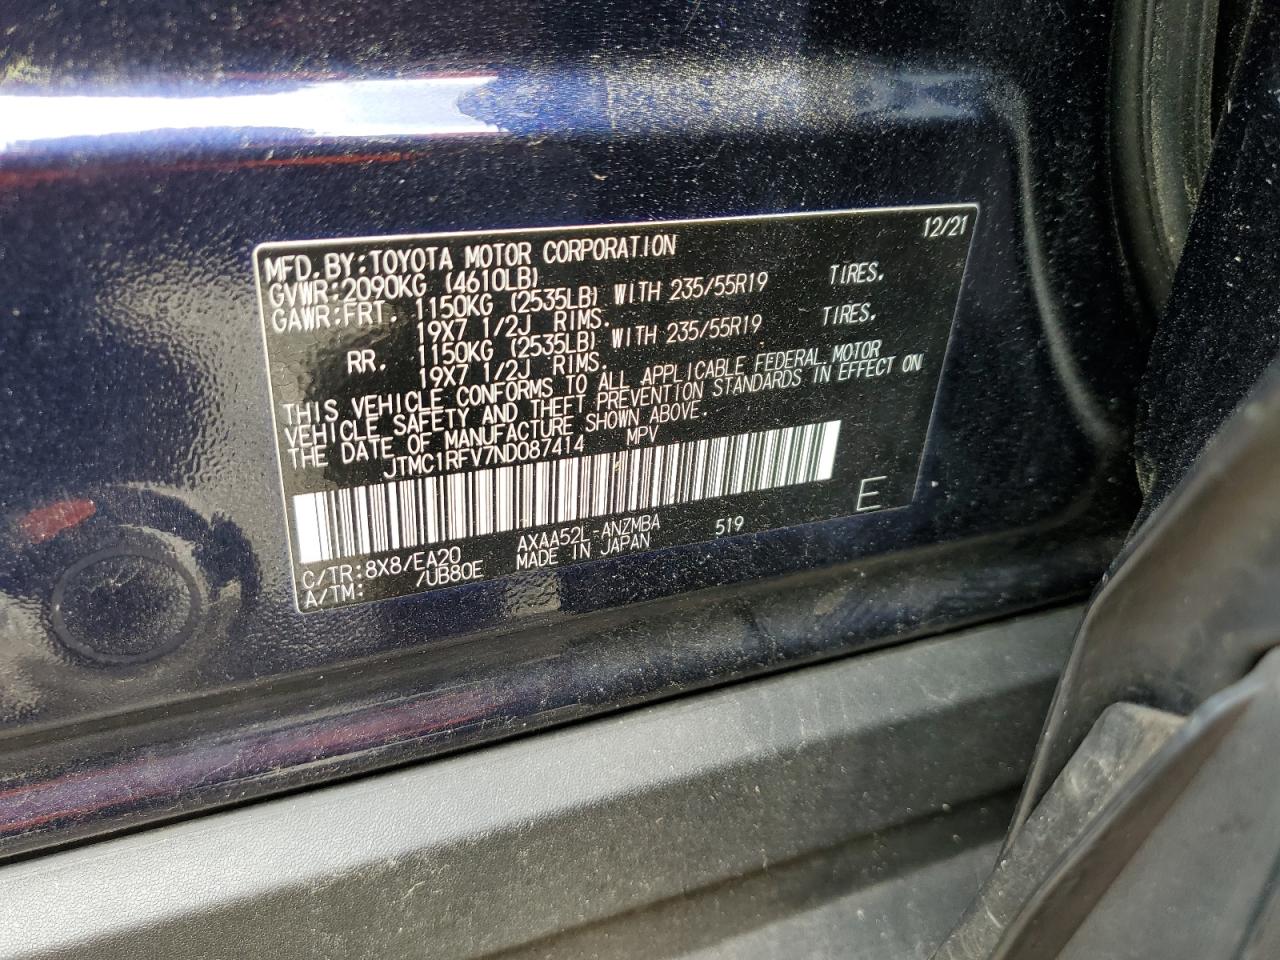 12/21
MFD.BY:TOYOTA MOTOR CORPORATION
GVWR:2090KG (4610LB)
GAWR:FRT. 1150KG (2535LB) WITH 235/55R19 TIRES.
19X7 1/2J RIMS.
RR. 1150KG (2535LB) WITH 235/55R19 TIRES.
19X7 1/2J RIMS.
THIS VEHICLE CONFORMS TO ALL APPLICABLE FEDERAL MOTOR
VEHICLE SAFETY AND THEFT PREVENTION STANDARDS IN EFFECT ON
THE DATE OF MANUFACTURE SHOWN ABOVE.
JTMC1RFV7ND087414 MPV
E
C/TR:8X8/EA20 AXAA52L-ANZMBA 519
A/TM: /UB80E MADE IN JAPAN